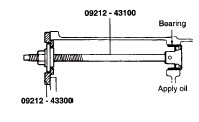 09212 - 43100
Bearing
Apply oil
09212 - 43300